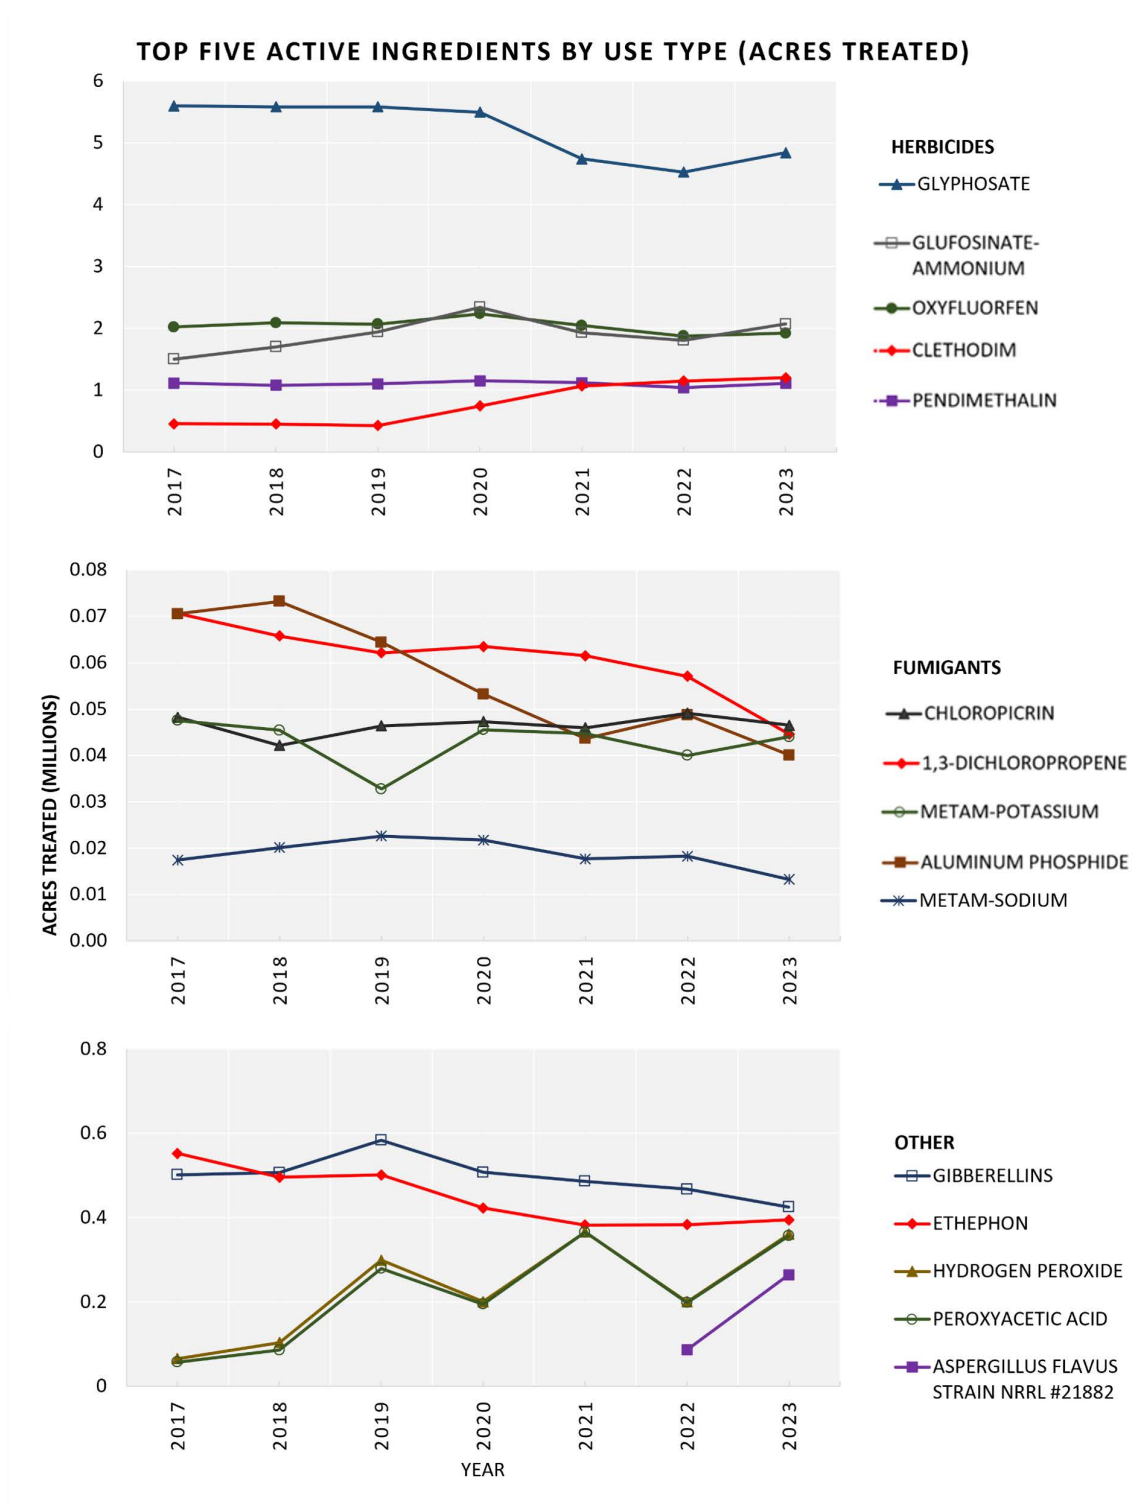 TOP FIVE ACTIVE INGREDIENTS BY USE TYPE (ACRES TREATED)
6
5
4
3
2
1
0
2017
2018
2019
2020
2021
2022
2023
HERBICIDES
GLYPHOSATE
GLUFOSINATE-
AMMONIUM
OXYFLUORFEN
CLETHODIM
PENDIMETHALIN
ACRES TREATED (MILLIONS)
0.08
0.07
0.06
0.05
0.04
0.03
0.02
0.01
0.00
2017
2018
2019
2020
2021
2022
2023
FUMIGANTS
CHLOROPICRIN
1,3-DICHLOROPROPENE
METAM-POTASSIUM
ALUMINUM PHOSPHIDE
METAM-SODIUM
0.8
0.6
0.4
0.2
0
2017
2018
2019
2020
2021
2022
2023
YEAR
OTHER
GIBBERELLINS
ETHEPHON
HYDROGEN PEROXIDE
PEROXYACETIC ACID
ASPERGILLUS FLAVUS
STRAIN NRRL #21882